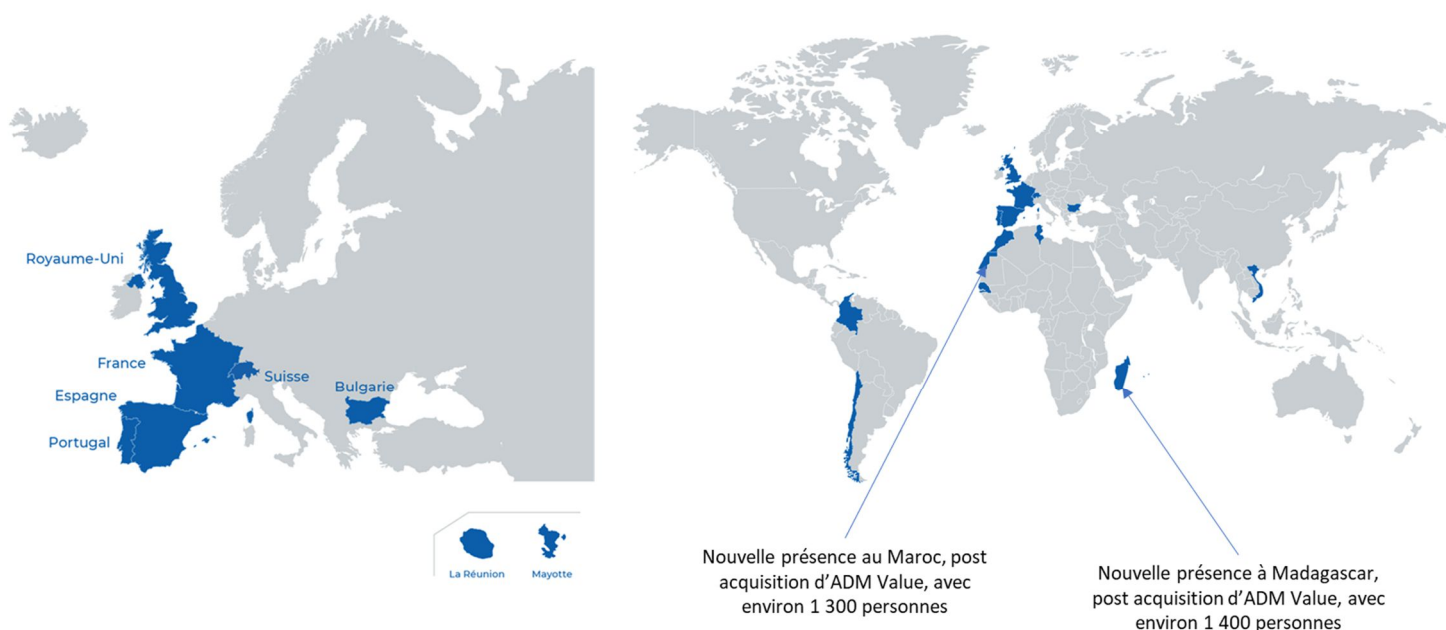 Royaume-Uni
France
Suisse
Espagne
Bulgarie
Portugal
La Réunion
Mayotte
Nouvelle présence au Maroc, post
acquisition d'ADM Value, avec
environ 1 300 personnes
Nouvelle présence à Madagascar,
post acquisition d'ADM Value, avec
environ 1 400 personnes